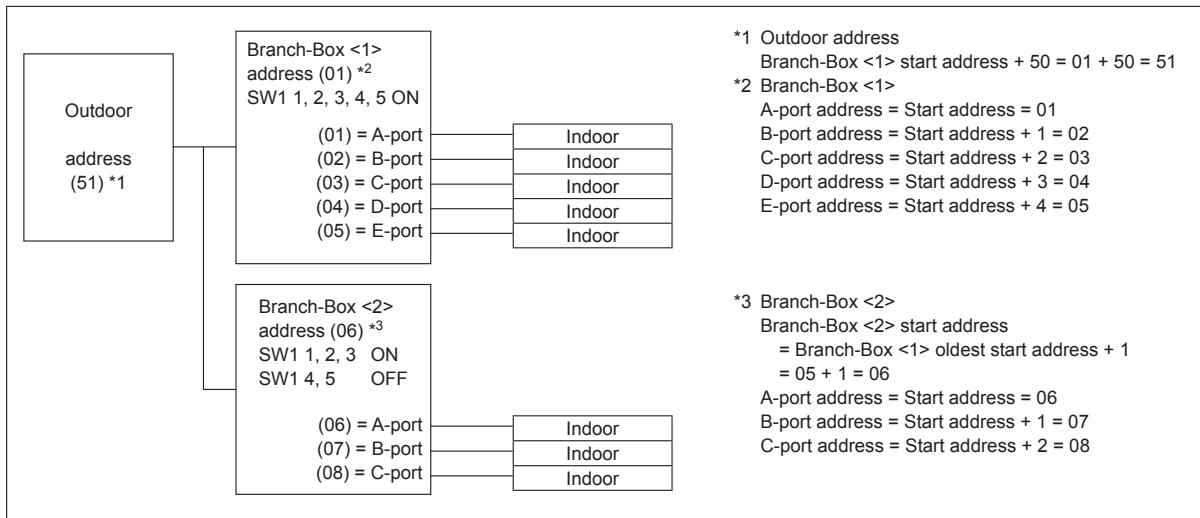 Outdoor
address
(51) *1
Branch-Box <1>
address (01) *2
SW1 1, 2, 3, 4, 5 ON
(01) = A-port
(02) = B-port
(03) = C-port
(04) = D-port
(05) = E-port
Indoor
Indoor
Indoor
Indoor
Indoor
Branch-Box <2>
address (06) *3
SW1 1, 2, 3 ON
SW1 4, 5 OFF
(06) = A-port
(07) = B-port
(08) = C-port
Indoor
Indoor
Indoor
*1 Outdoor address
Branch-Box <1> start address + 50 = 01 + 50 = 51
*2 Branch-Box <1>
A-port address = Start address = 01
B-port address = Start address + 1 = 02
C-port address = Start address + 2 = 03
D-port address = Start address + 3 = 04
E-port address = Start address + 4 = 05
*3 Branch-Box <2>
Branch-Box <2> start address
= Branch-Box <1> oldest start address + 1
= 05 + 1 = 06
A-port address = Start address = 06
B-port address = Start address + 1 = 07
C-port address = Start address + 2 = 08